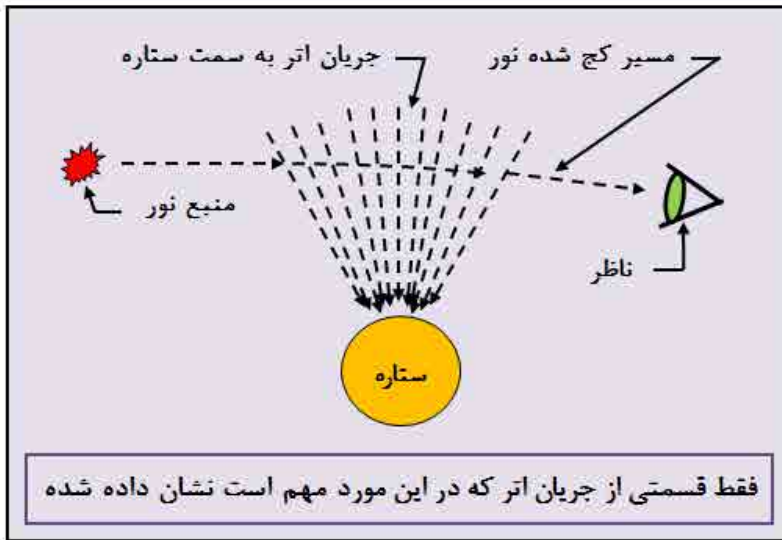 جریان اتر به سمت ستاره
مسیر کج شده نور
منبع نور
ناظر
ستاره
فقط قسمتی از جریان اتر که در این مورد مهم است نشان داده شده